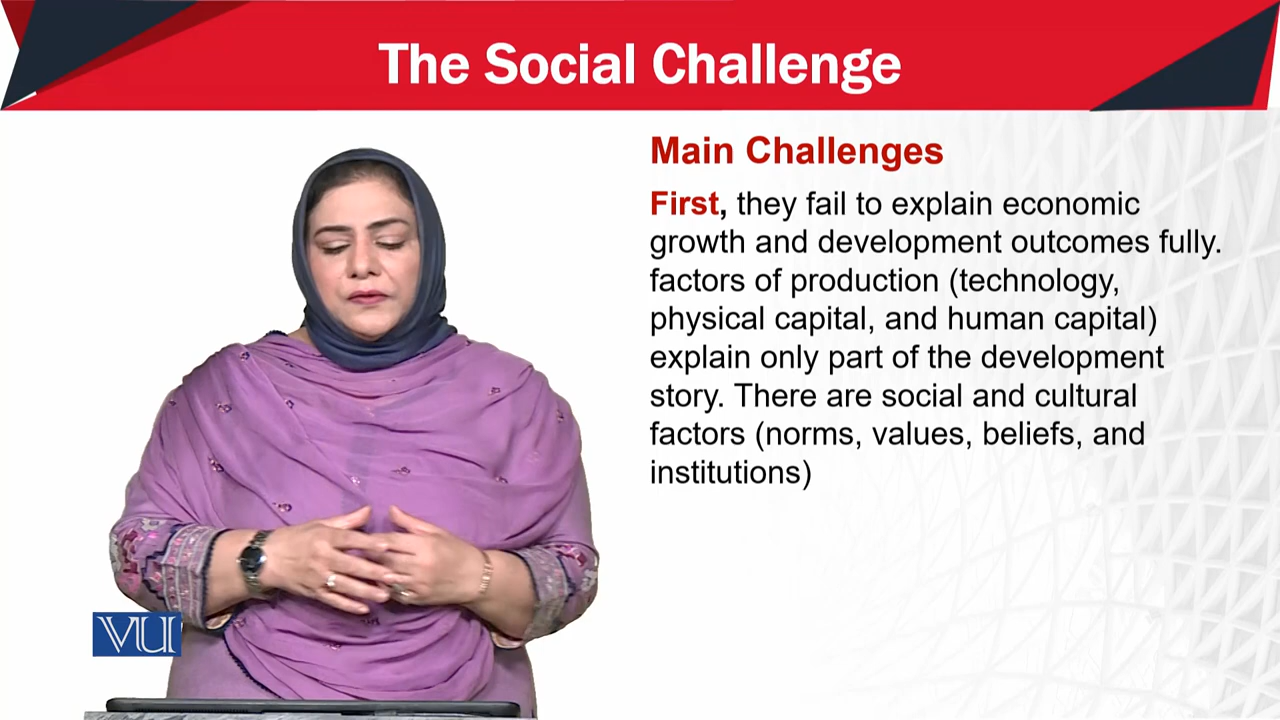 The Social Challenge
Main Challenges
First, they fail to explain economic
growth and development outcomes fully.
factors of production (technology,
physical capital, and human capital)
explain only part of the development
story. There are social and cultural
factors (norms, values, beliefs, and
institutions)
VU